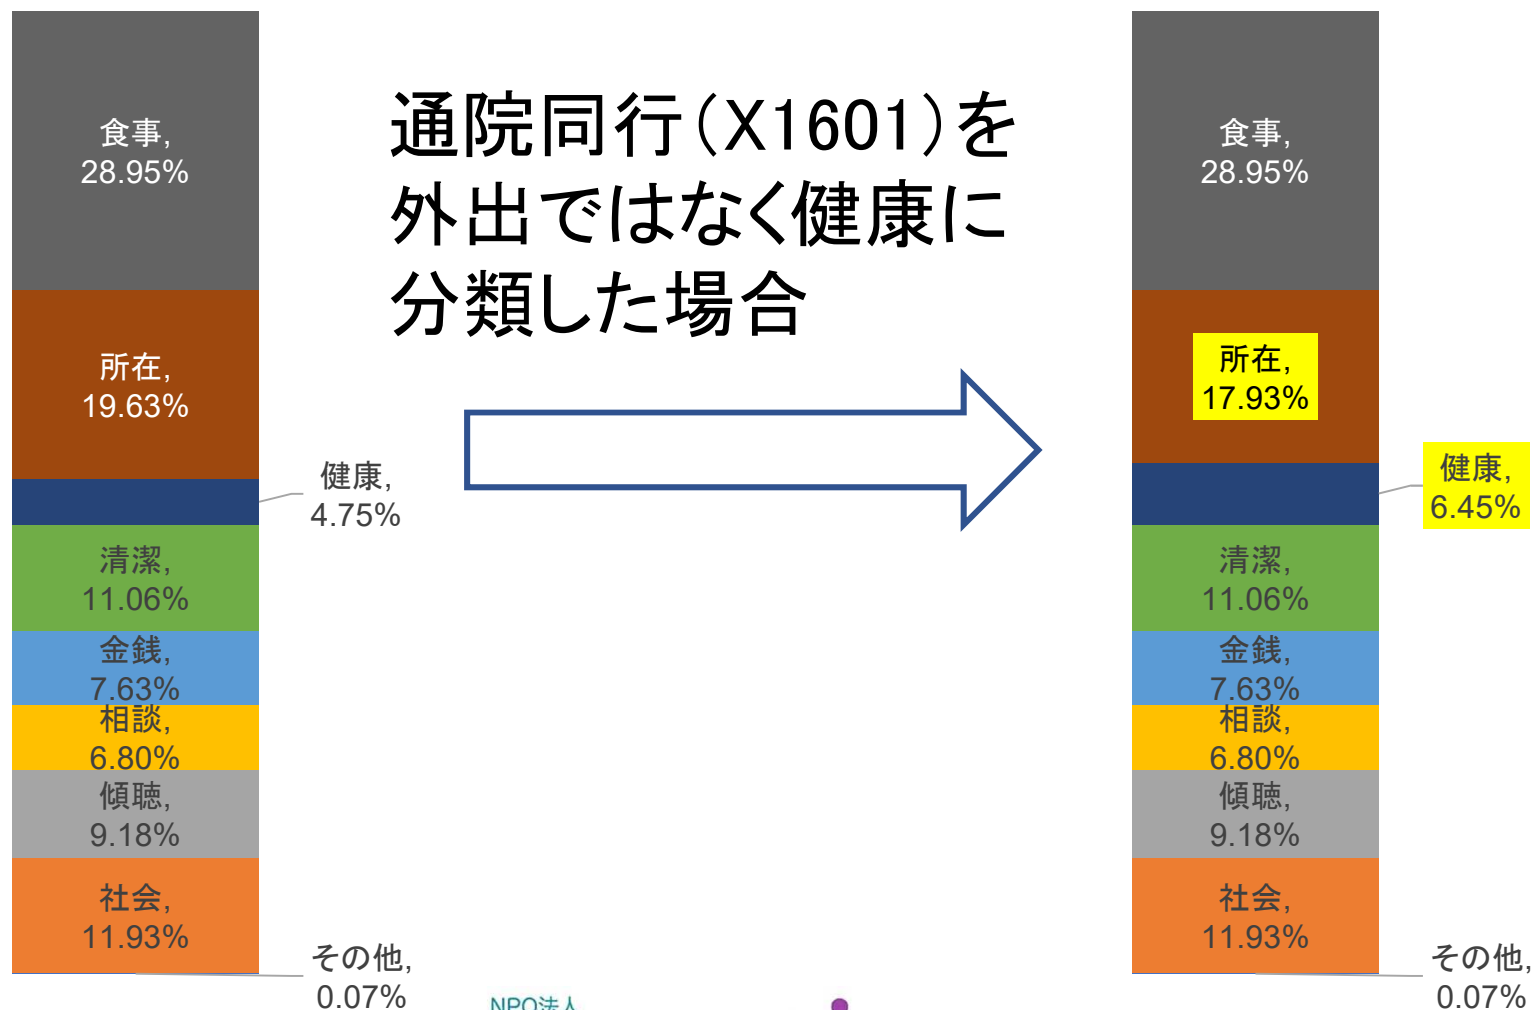 食事,
28.95%
所在,
19.63%
健康,
4.75%
清潔,
11.06%
金銭,
7.63%
相談,
6.80%
傾聴,
9.18%
社会,
11.93%
その他,
0.07%
通院同行(X1601)を
外出ではなく健康に
分類した場合
食事,
28.95%
所在,
17.93%
健康,
6.45%
清潔,
11.06%
金銭,
7.63%
相談,
6.80%
傾聴,
9.18%
社会,
11.93%
その他,
0.07%
NPO法人